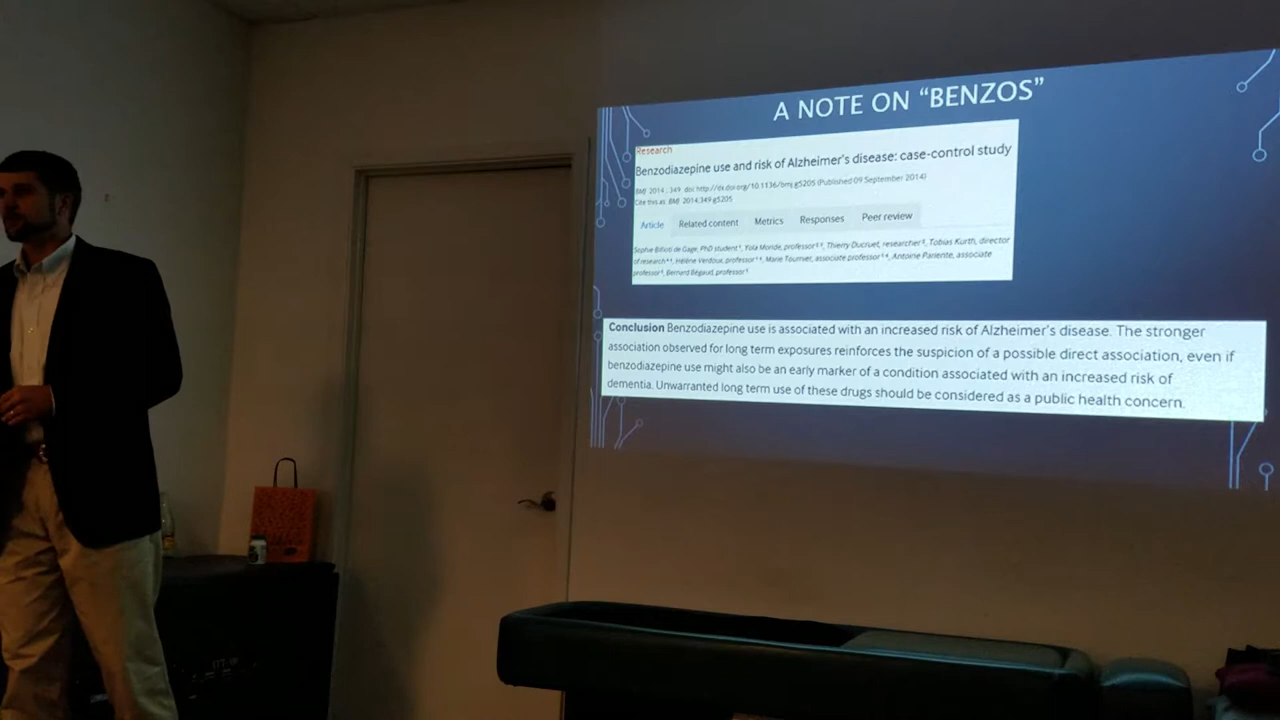 A NOTE ON “BENZOS”
Research
Benzodiazepine use and risk of Alzheimer's disease: case-control study
BMJ 2014 ; 349 doi: http://dx.doi.org/10.1136/bmj.g5205 (Published 09 September 2014)
Cite this as: BMJ 2014;349:g5205
Article Related content Metrics Responses Peer review
Sophie Billioti de Gage, PhD student, Yola Moride, professor, Thierry Ducruet, researcher, Tobias Kurth, director
of research, Hélène Verdoux, professor, Marie Tournier, associate professor, Antoine Pariente, associate
professor, Bernard Bégaud, professor
Conclusion Benzodiazepine use is associated with an increased risk of Alzheimer's disease. The stronger
association observed for long term exposures reinforces the suspicion of a possible direct association, even if
benzodiazepine use might also be an early marker of a condition associated with an increased risk of
dementia. Unwarranted long term use of these drugs should be considered as a public health concern.